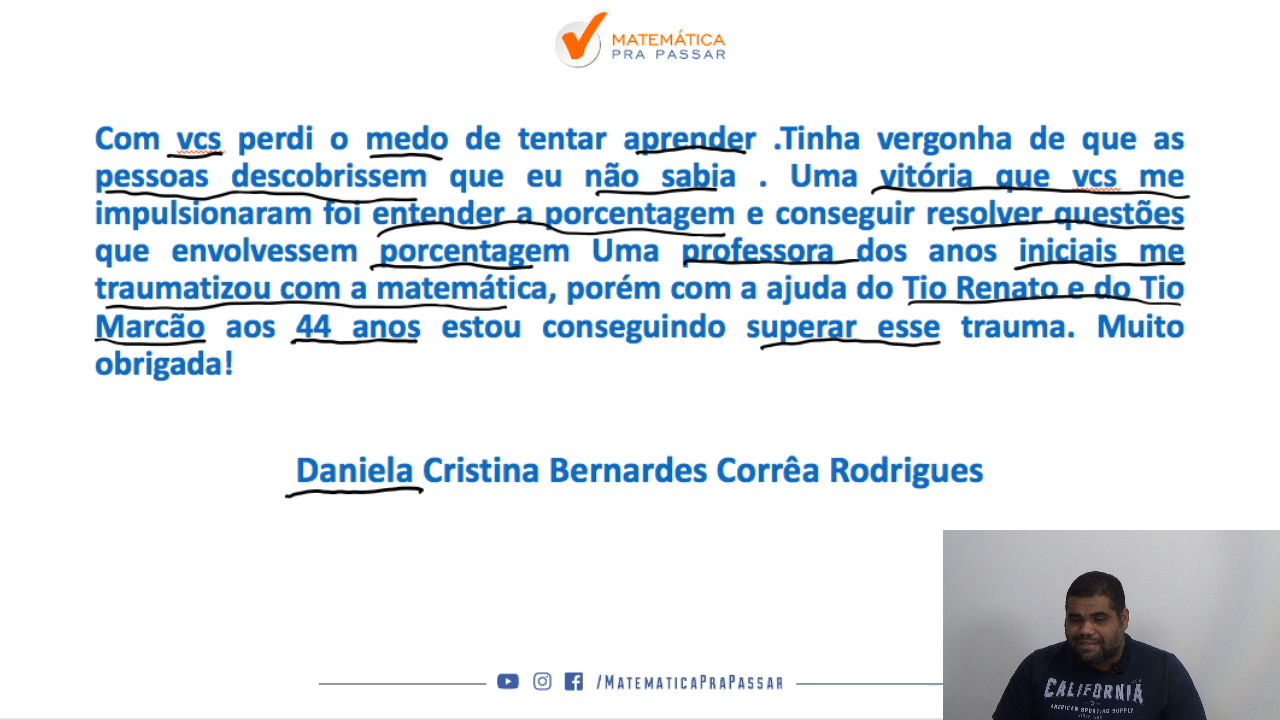 MATEMÁTICA
PRA PASSAR
Com vcs perdi o medo de tentar aprender .Tinha vergonha de que as
pessoas descobrissem que eu não sabia . Uma vitória que vcs me
impulsionaram foi entender a porcentagem e conseguir resolver questões
que envolvessem porcentagem Uma professora dos anos iniciais me
traumatizou com a matemática, porém com a ajuda do Tio Renato e do Tio
Marcão aos 44 anos estou conseguindo superar esse trauma. Muito
obrigada!
Daniela Cristina Bernardes Corrêa Rodrigues
/MATEMATICAPRAPASSAR
CALIFORNIA
AMERICAN SPORTING SUPPLY